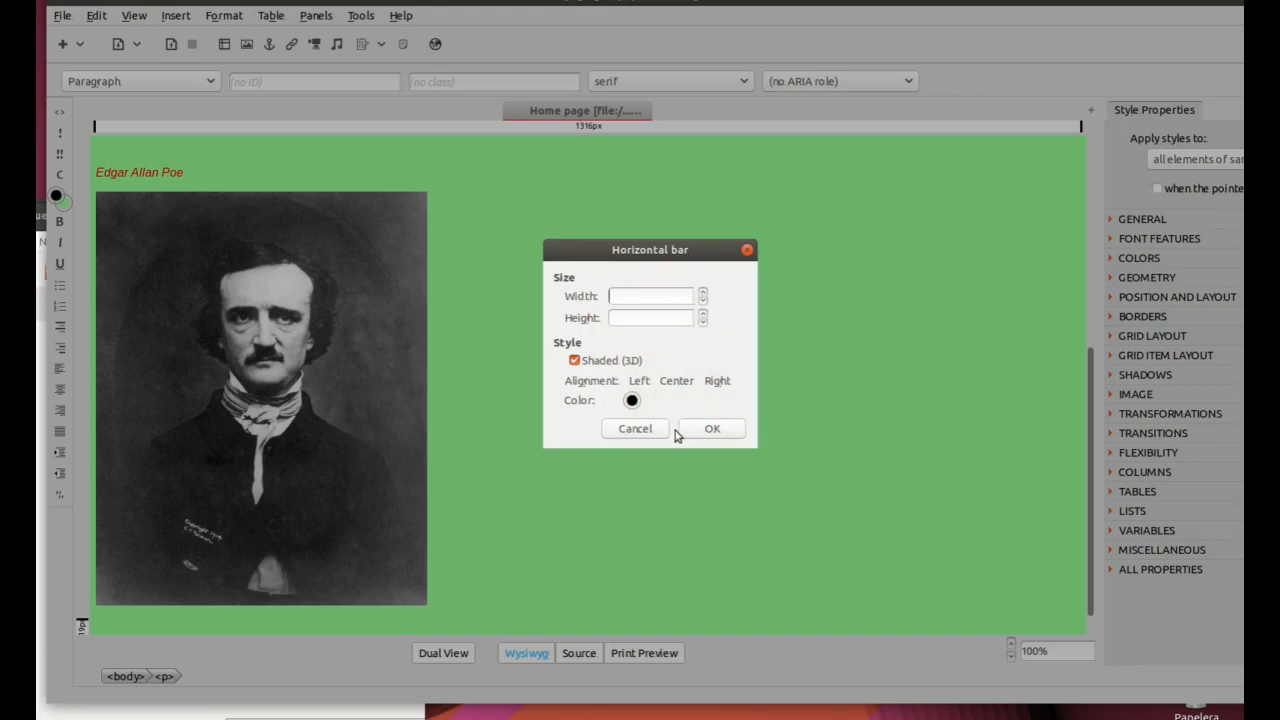 File Edit View Insert Format Table Panels Tools Help
Paragraph (no ID) (no class) serif (no ARIA role)
Home page [file:/......
1316px
Style Properties
Apply styles to:
all elements of sa
when the pointe
GENERAL
FONT FEATURES
COLORS
GEOMETRY
POSITION AND LAYOUT
BORDERS
GRID LAYOUT
GRID ITEM LAYOUT
SHADOWS
IMAGE
TRANSFORMATIONS
TRANSITIONS
FLEXIBILITY
COLUMNS
TABLES
LISTS
VARIABLES
MISCELLANEOUS
ALL PROPERTIES
<>
!
!!
C
B
I
U
Edgar Allan Poe
Horizontal bar
Size
Width:
Height:
Style
Shaded (3D)
Alignment: Left Center Right
Color:
Cancel OK
19px
Dual View Wysiwyg Source Print Preview 100%
<body> <p>
Papelera